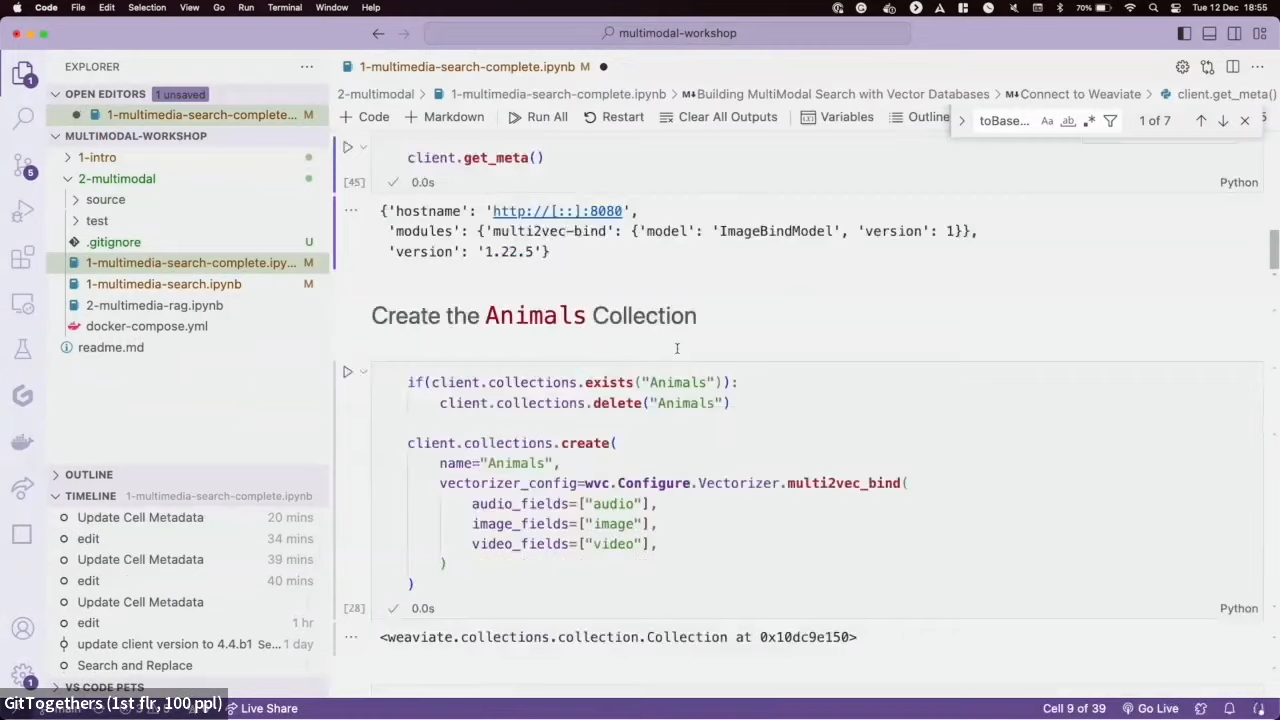 Code File Edit Selection View Go Run Terminal Window Help 70% Tue 12 Dec 18:55
multimodal-workshop
EXPLORER
1-multimedia-search-complete.ipynb M
OPEN EDITORS 1 unsaved
2-multimodal > 1-multimedia-search-complete.ipynb > M↓Building MultiModal Search with Vector Databases > M↓Connect to Weaviate > client.get_meta()
1-multimedia-search-complete... M
+ Code + Markdown Run All Restart Clear All Outputs Variables Outline
toBase... Aa ab .* 1 of 7
MULTIMODAL-WORKSHOP
1-intro
2-multimodal
source
test
.gitignore U
1-multimedia-search-complete.ipy... M
1-multimedia-search.ipynb M
2-multimedia-rag.ipynb
docker-compose.yml
readme.md
client.get_meta()
[45] 0.0s Python
{'hostname': 'http://[::]:8080',
'modules': {'multi2vec-bind': {'model': 'ImageBindModel', 'version': 1}},
'version': '1.22.5'}
Create the Animals Collection
if(client.collections.exists("Animals")):
client.collections.delete("Animals")
client.collections.create(
name="Animals",
vectorizer_config=wvc.Configure.Vectorizer.multi2vec_bind(
audio_fields=["audio"],
image_fields=["image"],
video_fields=["video"],
)
)
[28] 0.0s Python
<weaviate.collections.collection.Collection at 0x10dc9e150>
OUTLINE
TIMELINE 1-multimedia-search-complete.ipynb
Update Cell Metadata 20 mins
edit 34 mins
Update Cell Metadata 39 mins
edit 40 mins
Update Cell Metadata
edit 1 hr
update client version to 4.4.b1 Se... 1 day
Search and Replace
VS CODE PETS
GitTogethers (1st flr, 100 ppl)
Live Share
Cell 9 of 39 Go Live
1
5
1